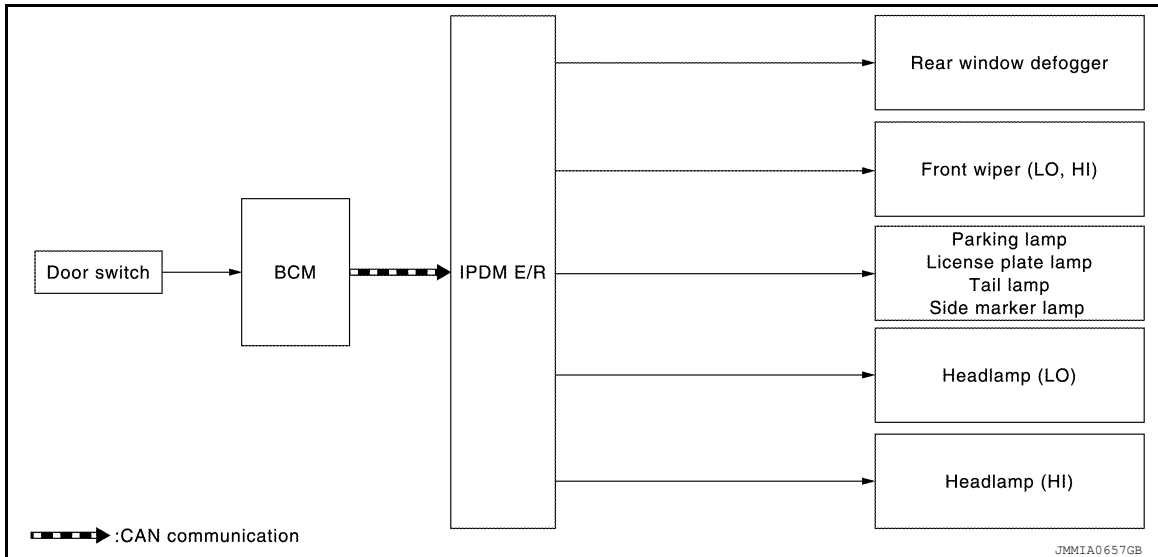 Rear window defogger
Front wiper (LO, HI)
Door switch
BCM
IPDM E/R
Parking lamp
License plate lamp
Tail lamp
Side marker lamp
Headlamp (LO)
Headlamp (HI)
:CAN communication
JMMIA0657GB